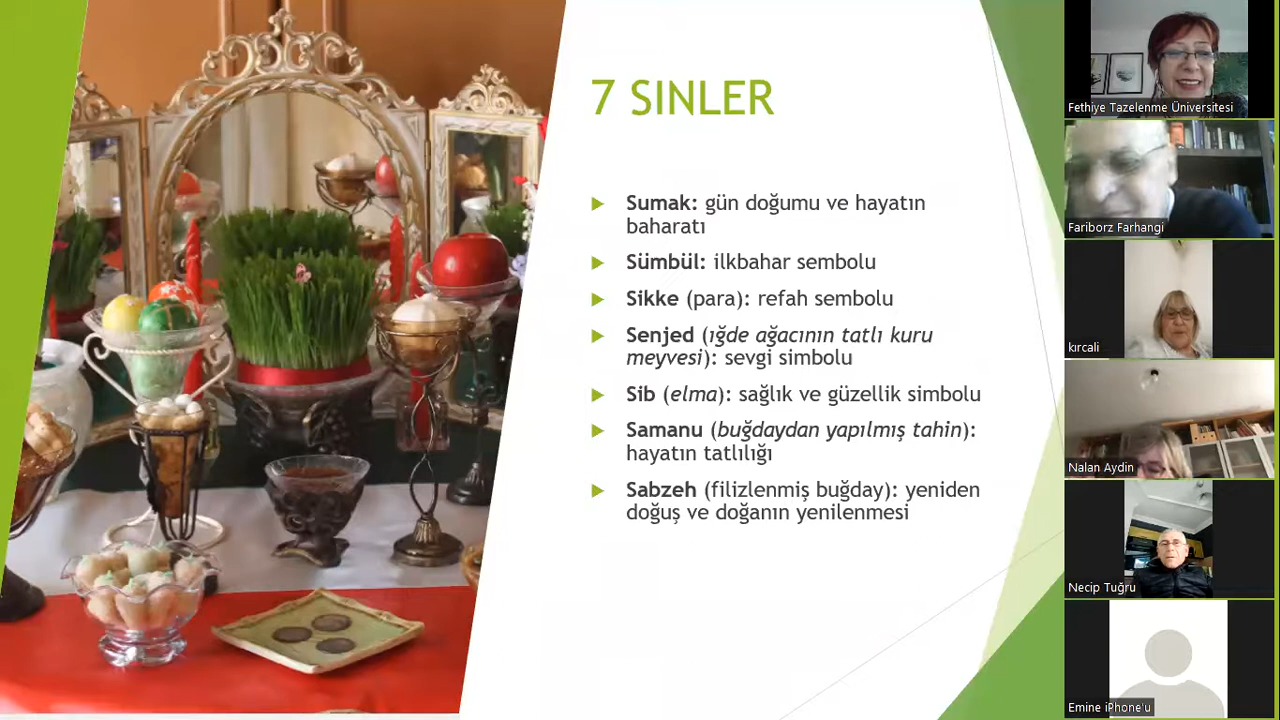 7 SINLER
Sumak: gün doğumu ve hayatın
baharatı
Sümbül: ilkbahar sembolu
Sikke (para): refah sembolu
Senjed (iğde ağacının tatlı kuru
meyvesi): sevgi simbolu
Sib (elma): sağlık ve güzellik simbolu
Samanu (buğdaydan yapılmış tahin):
hayatın tatlılığı
Sabzeh (filizlenmiş buğday): yeniden
doğuş ve doğanın yenilenmesi
Fethiye Tazelenme Üniversitesi
Fariborz Farhangi
kırcali
Nalan Aydin
Necip Tuğru
Emine iPhone'u